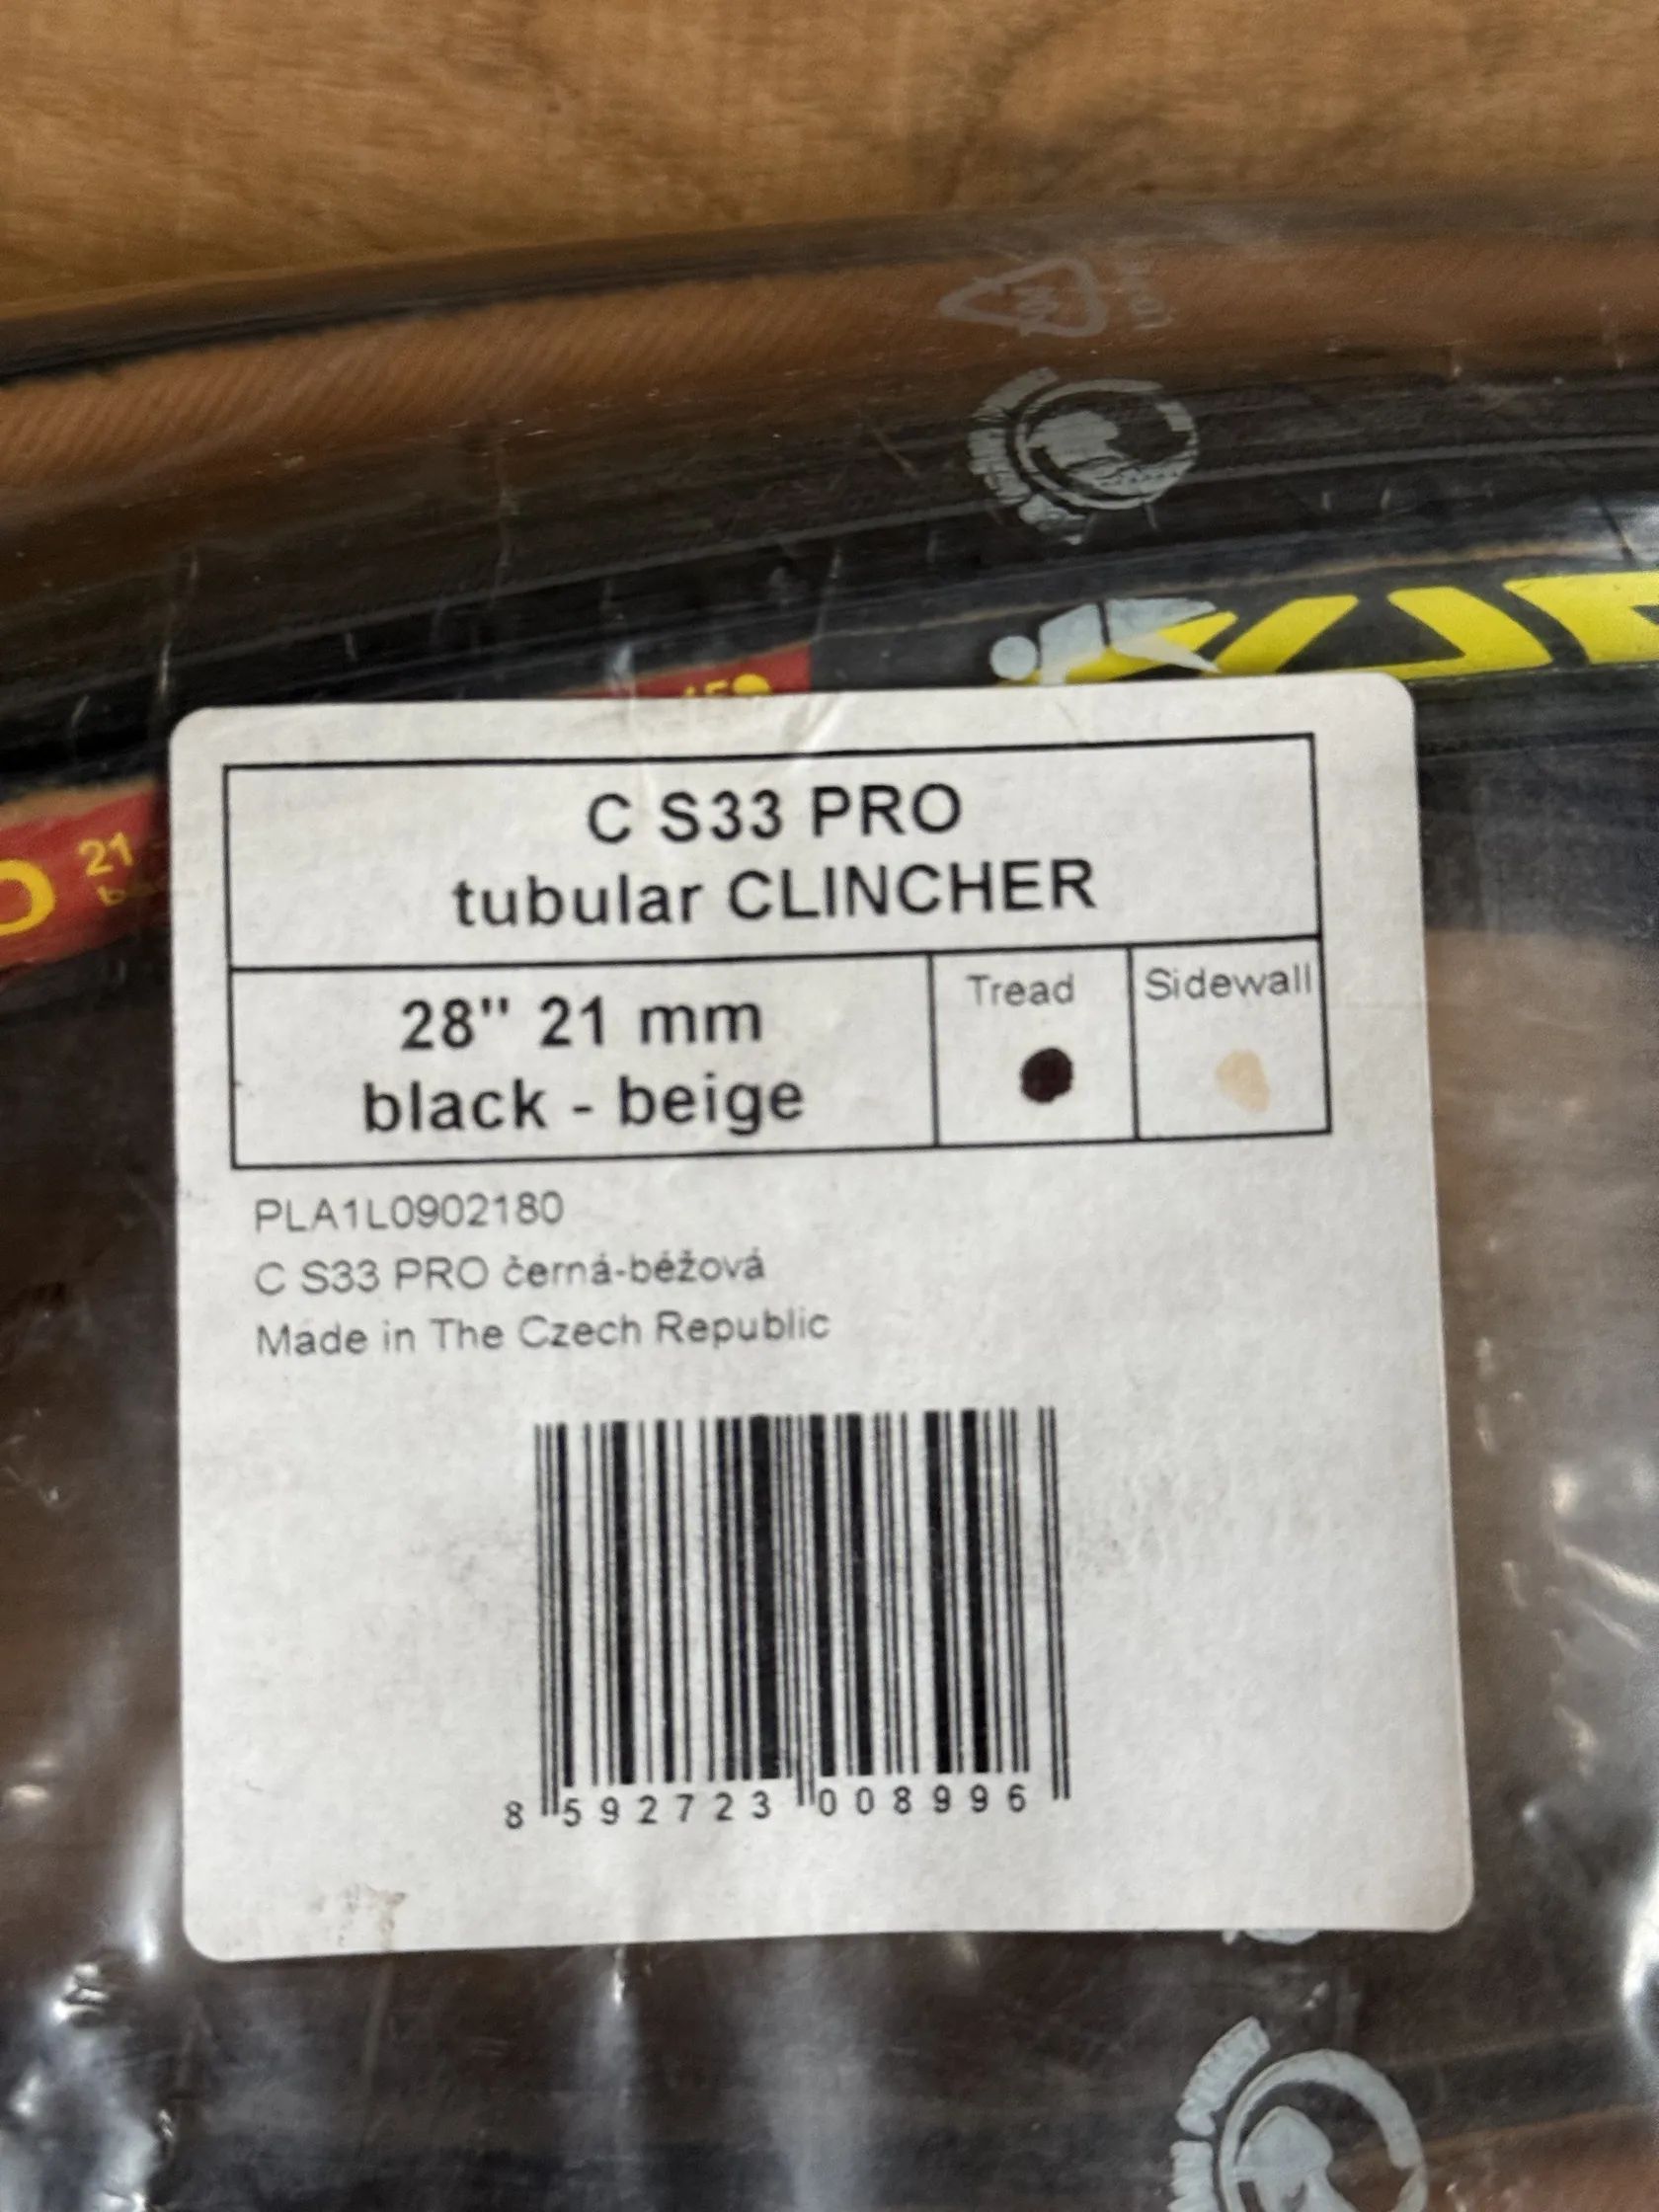 21
C S33 PRO
tubular CLINCHER
28" 21 mm
black - beige
Tread
Sidewall
PLA1L0902180
C S33 PRO černá-béžová
Made in The Czech Republic
8 592723 008996